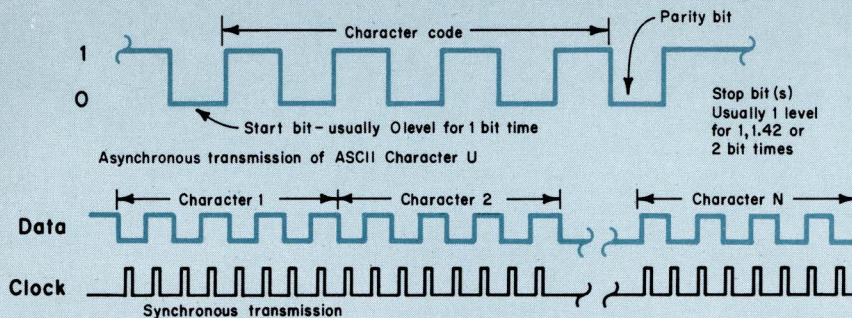 Parity bit
Character code
1
0
Stop bit (s)
Usually 1 level
for 1, 1.42 or
2 bit times
Start bit – usually 0 level for 1 bit time
Asynchronous transmission of ASCII Character U
Character 1
Character 2
Character N
Data
Clock
Synchronous transmission